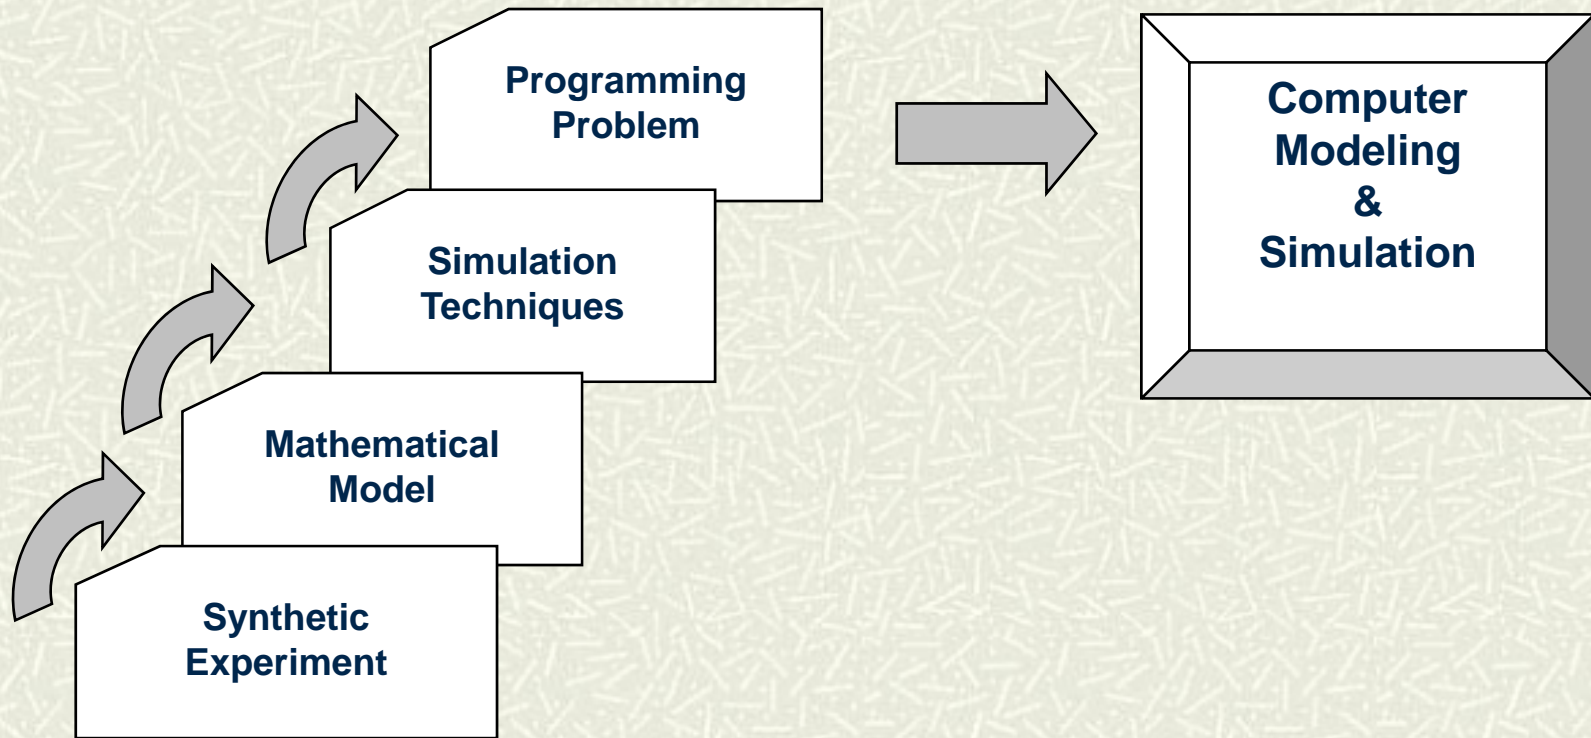 Programming
Problem
Computer
Modeling
&
Simulation
Simulation
Techniques
Mathematical
Model
Synthetic
Experiment